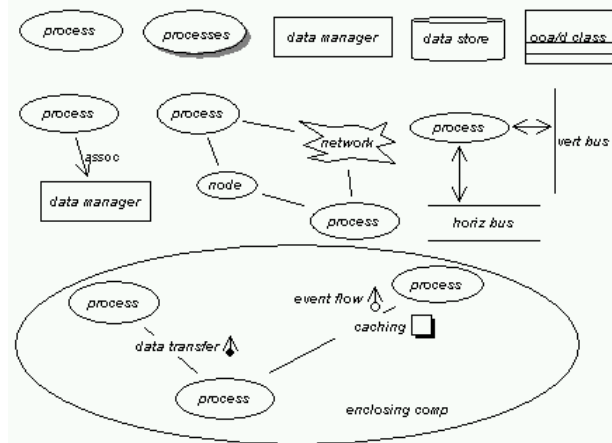 process
processes
data manager
data store
ooa/d class
process
assoc
data manager
process
network
node
process
process
vert bus
horiz bus
process
event flow
process
caching
data transfer
process
enclosing comp